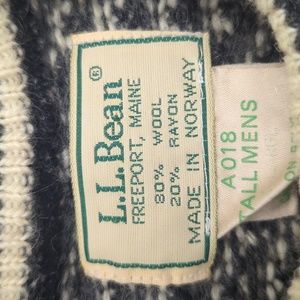 L.L.Bean®
FREEPORT, MAINE
80% WOOL
20% RAYON
MADE IN NORWAY
A018
TALL MENS